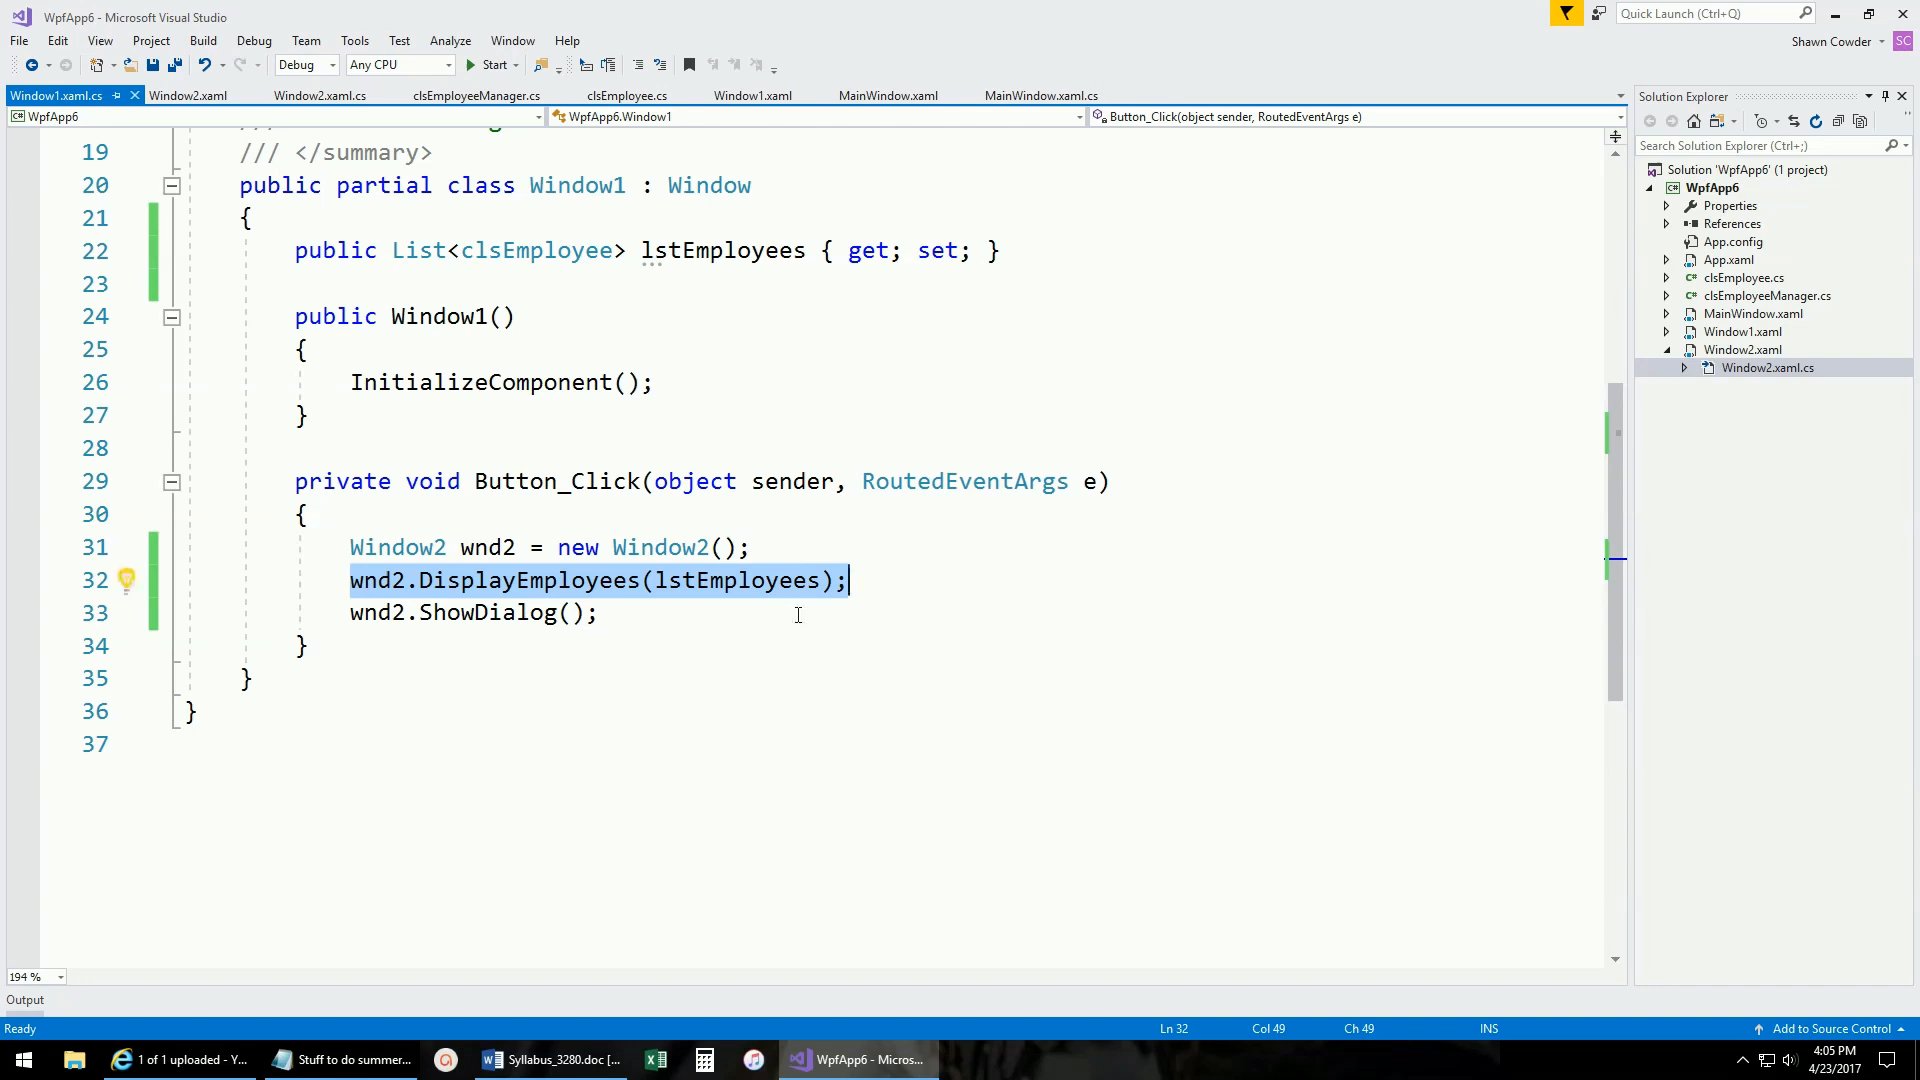 WpfApp6 - Microsoft Visual Studio
Quick Launch (Ctrl+Q)
File Edit View Project Build Debug Team Tools Test Analyze Window Help
Shawn Cowder SC
Debug Any CPU Start
Window1.xaml.cs Window2.xaml Window2.xaml.cs clsEmployeeManager.cs clsEmployee.cs Window1.xaml MainWindow.xaml MainWindow.xaml.cs
WpfApp6 WpfApp6.Window1 Button_Click(object sender, RoutedEventArgs e)
19 /// </summary>
20 public partial class Window1 : Window
21 {
22 public List<clsEmployee> lstEmployees { get; set; }
23
24 public Window1()
25 {
26 InitializeComponent();
27 }
28
29 private void Button_Click(object sender, RoutedEventArgs e)
30 {
31 Window2 wnd2 = new Window2();
32 wnd2.DisplayEmployees(lstEmployees);
33 wnd2.ShowDialog();
34 }
35 }
36 }
37
194 %
Output
Solution Explorer
Search Solution Explorer (Ctrl+;)
Solution 'WpfApp6' (1 project)
C# WpfApp6
Properties
References
App.config
App.xaml
C# clsEmployee.cs
C# clsEmployeeManager.cs
MainWindow.xaml
Window1.xaml
Window2.xaml
Window2.xaml.cs
Ready Ln 32 Col 49 Ch 49 INS Add to Source Control
1 of 1 uploaded - Y... Stuff to do summer... Syllabus_3280.doc [... WpfApp6 - Micros...
4:05 PM
4/23/2017